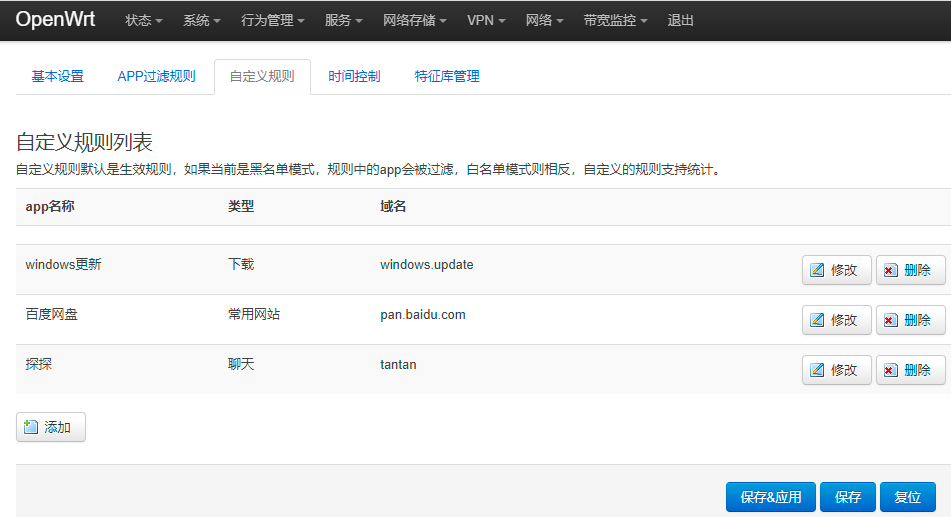 OpenWrt 状态 系统 行为管理 服务 网络存储 VPN 网络 带宽监控 退出
基本设置 APP过滤规则 自定义规则 时间控制 特征库管理
自定义规则列表
自定义规则默认是生效规则，如果当前是黑名单模式，规则中的app会被过滤，白名单模式则相反，自定义的规则支持统计。
app名称 类型 域名
windows更新 下载 windows.update 修改 删除
百度网盘 常用网站 pan.baidu.com 修改 删除
探探 聊天 tantan 修改 删除
添加
保存&应用 保存 复位